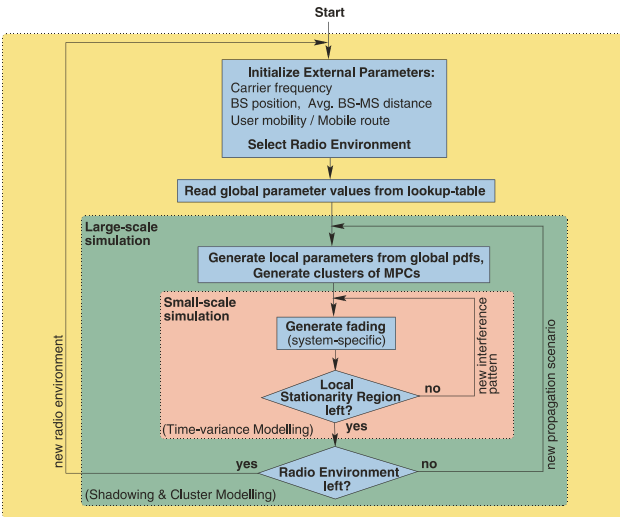 Start
Initialize External Parameters:
Carrier frequency
BS position, Avg. BS-MS distance
User mobility / Mobile route
Select Radio Environment
Read global parameter values from lookup-table
Large-scale
simulation
Generate local parameters from global pdfs,
Generate clusters of MPCs
Small-scale
simulation
Generate fading
(system-specific)
new interference
pattern
Local
Stationarity Region
left?
no
(Time-variance Modelling)
yes
new radio environment
new propagation scenario
yes
Radio Environment
left?
no
(Shadowing & Cluster Modelling)